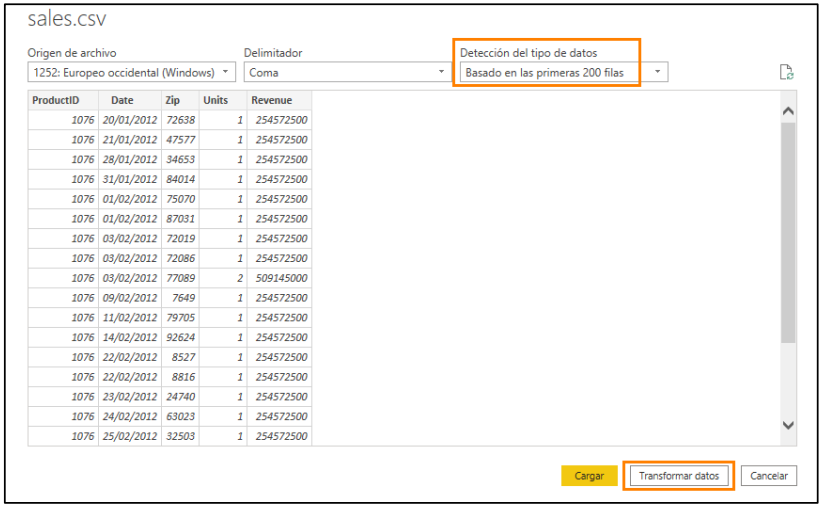 sales.csv
Origen de archivo Delimitador Detección del tipo de datos
1252: Europeo occidental (Windows) Coma Basado en las primeras 200 filas
ProductID Date Zip Units Revenue
1076 20/01/2012 72638 1 254572500
1076 21/01/2012 47577 1 254572500
1076 28/01/2012 34653 1 254572500
1076 31/01/2012 84014 1 254572500
1076 01/02/2012 75070 1 254572500
1076 01/02/2012 87031 1 254572500
1076 03/02/2012 72019 1 254572500
1076 03/02/2012 72086 1 254572500
1076 03/02/2012 77089 2 509145000
1076 09/02/2012 7649 1 254572500
1076 11/02/2012 79705 1 254572500
1076 14/02/2012 92624 1 254572500
1076 22/02/2012 8527 1 254572500
1076 22/02/2012 8816 1 254572500
1076 23/02/2012 24740 1 254572500
1076 24/02/2012 63023 1 254572500
1076 25/02/2012 32503 1 254572500
Cargar Transformar datos Cancelar